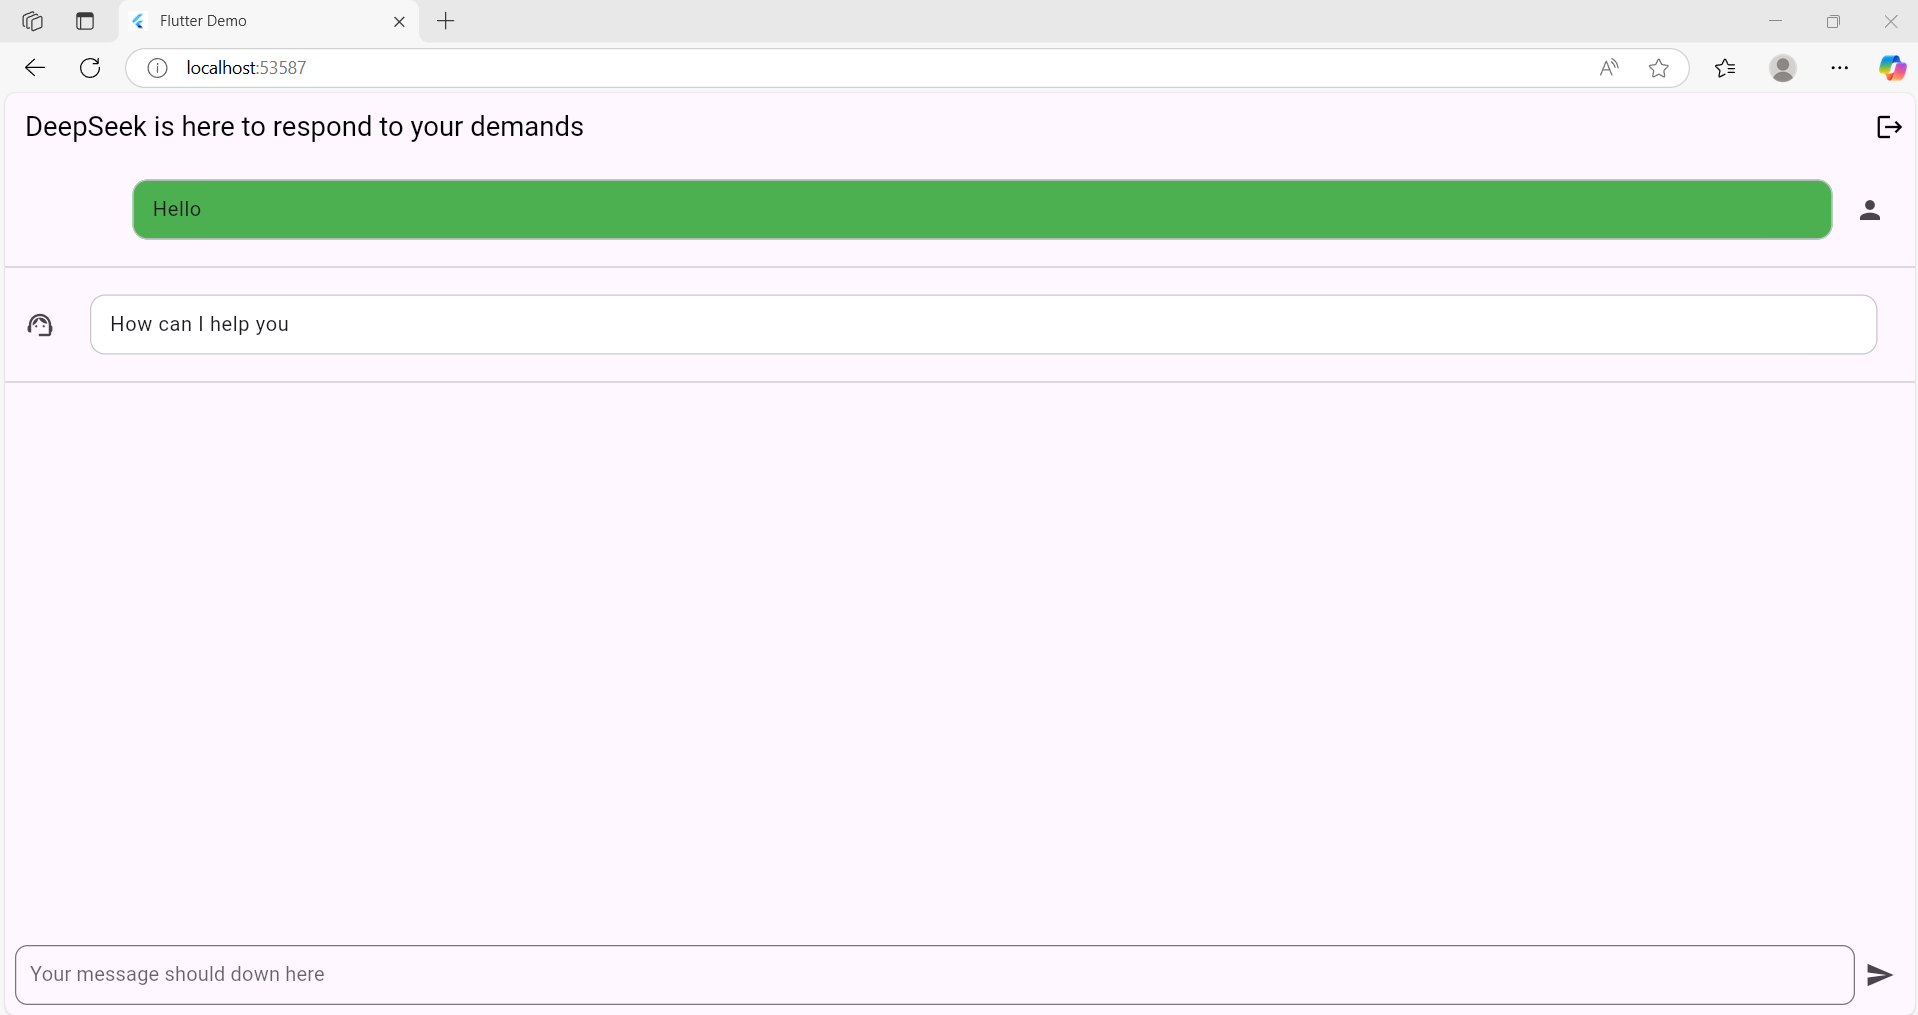 Flutter Demo
localhost:53587
DeepSeek is here to respond to your demands
Hello
How can I help you
Your message should down here